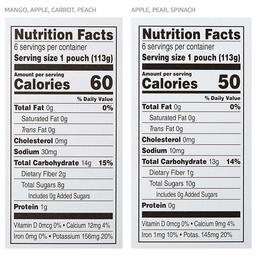 MANGO, APPLE, CARROT, PEACH
Nutrition Facts
6 servings per container
Serving size 1 pouch (113g)
Amount per serving
Calories 60
% Daily Value
Total Fat 0g 0%
Saturated Fat 0g
Trans Fat 0g
Cholesterol 0mg
Sodium 30mg
Total Carbohydrate 14g 15%
Dietary Fiber 2g
Total Sugars 8g
Includes 0g Added Sugars
Protein 1g
Vitamin D 0mcg 0% • Calcium 12mg 4%
Iron 0mg 0% • Potassium 156mg 20%
APPLE, PEAR, SPINACH
Nutrition Facts
6 servings per container
Serving size 1 pouch (113g)
Amount per serving
Calories 50
% Daily Value
Total Fat 0g 0%
Saturated Fat 0g
Trans Fat 0g
Cholesterol 0mg
Sodium 10mg
Total Carbohydrate 13g 14%
Dietary Fiber 1g
Total Sugars 10g
Includes 0g Added Sugars
Protein 0g
Vitamin D 0mcg 0% • Calcium 9mg 4%
Iron 1mg 10% • Potas. 145mg 20%